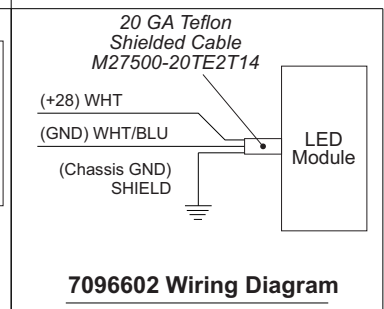 20 GA Teflon
Shielded Cable
M27500-20TE2T14
(+28) WHT
(GND) WHT/BLU
(Chassis GND)
SHIELD
LED
Module
7096602 Wiring Diagram